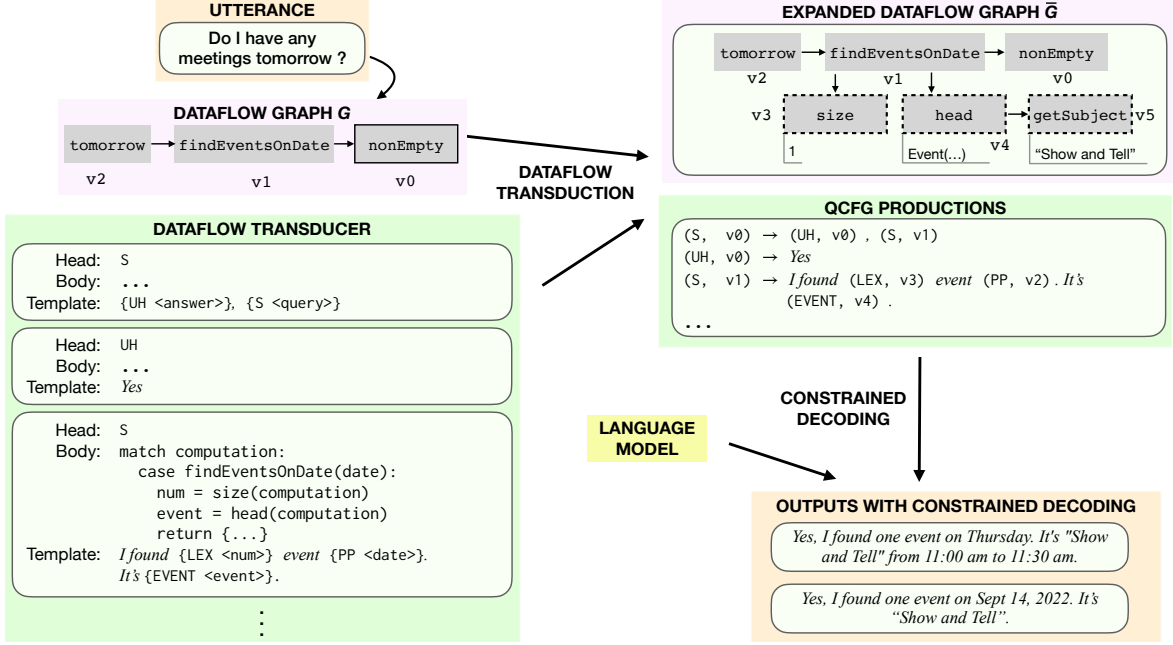 UTTERANCE
Do I have any
meetings tomorrow ?
DATAFLOW GRAPH G
tomorrow findEventsOnDate nonEmpty
v2 v1 v0
DATAFLOW
TRANSDUCTION
DATAFLOW TRANSDUCER
Head: S
Body: ...
Template: {UH <answer>}, {S <query>}
Head: UH
Body: ...
Template: Yes
Head: S
Body: match computation:
case findEventsOnDate(date):
num = size(computation)
event = head(computation)
return {...}
Template: I found {LEX <num>} event {PP <date>}.
It's {EVENT <event>}.
⋮
EXPANDED DATAFLOW GRAPH G̅
tomorrow findEventsOnDate nonEmpty
v2 v1 v0
v3 size head getSubject v5
v4
1 Event(…) “Show and Tell”
QCFG PRODUCTIONS
(S, v0) → (UH, v0) , (S, v1)
(UH, v0) → Yes
(S, v1) → I found (LEX, v3) event (PP, v2) . It's
(EVENT, v4) .
...
CONSTRAINED
DECODING
LANGUAGE
MODEL
OUTPUTS WITH CONSTRAINED DECODING
Yes, I found one event on Thursday. It's "Show
and Tell" from 11:00 am to 11:30 am.
Yes, I found one event on Sept 14, 2022. It’s
“Show and Tell”.